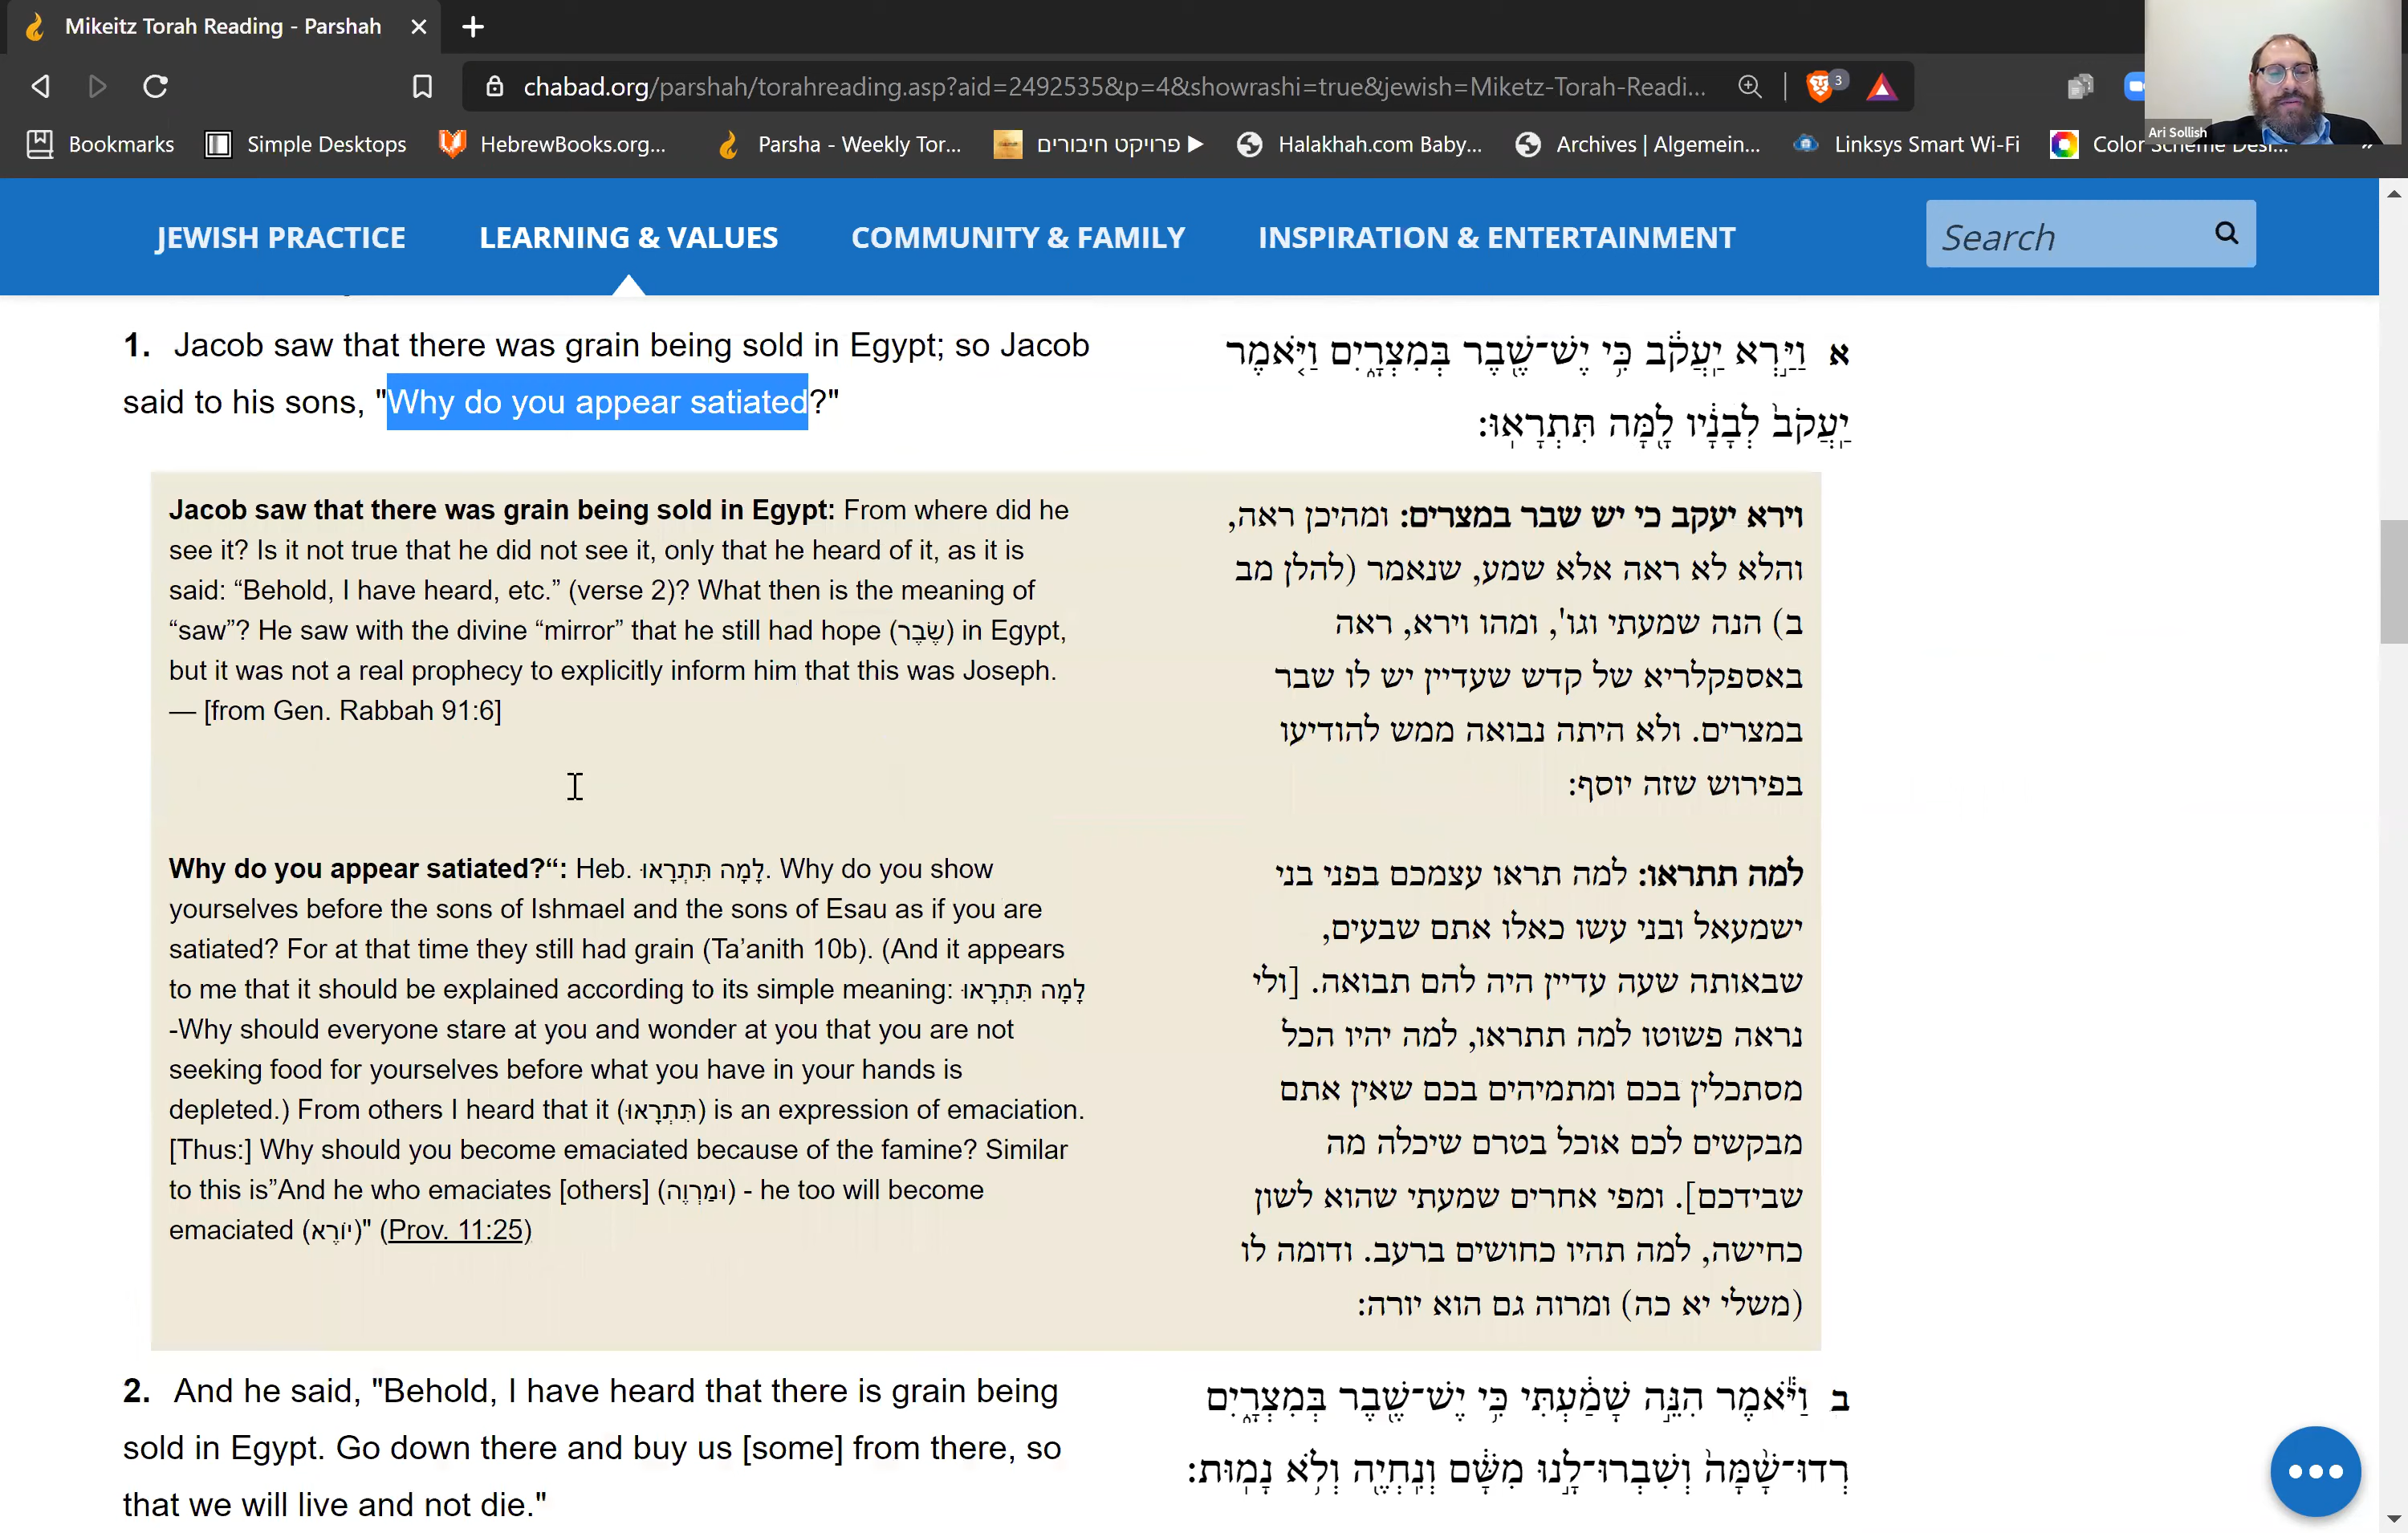 Mikeitz Torah Reading - Parshah
chabad.org/parshah/torahreading.asp?aid=2492535&p=4&showrashi=true&jewish=Miketz-Torah-Readi...
3
Ari Sollish
Bookmarks
Simple Desktops
HebrewBooks.org...
Parsha - Weekly Tor...
פרויקט חיבורים
Halakhah.com Baby...
Archives | Algemein...
Linksys Smart Wi-Fi
Color Scheme Desi...
JEWISH PRACTICE
LEARNING & VALUES
COMMUNITY & FAMILY
INSPIRATION & ENTERTAINMENT
Search
1. Jacob saw that there was grain being sold in Egypt; so Jacob
said to his sons, "Why do you appear satiated?"
א וַיַּ֣רְא יַֽעֲקֹ֔ב כִּ֥י יֶשׁ־שֶׁ֖בֶר בְּמִצְרָ֑יִם וַיֹּ֤אמֶר
יַֽעֲקֹב֙ לְבָנָ֔יו לָ֖מָּה תִּתְרָאֽוּ:
Jacob saw that there was grain being sold in Egypt: From where did he
see it? Is it not true that he did not see it, only that he heard of it, as it is
said: “Behold, I have heard, etc.” (verse 2)? What then is the meaning of
“saw”? He saw with the divine “mirror” that he still had hope (שֶׂבֶר) in Egypt,
but it was not a real prophecy to explicitly inform him that this was Joseph.
— [from Gen. Rabbah 91:6]
וירא יעקב כי יש שבר במצרים: ומהיכן ראה,
והלא לא ראה אלא שמע, שנאמר (להלן מב
ב) הנה שמעתי וגו', ומהו וירא, ראה
באספקלריא של קדש שעדיין יש לו שבר
במצרים. ולא היתה נבואה ממש להודיעו
בפירוש שזה יוסף:
Why do you appear satiated?“: Heb. לָמָה תִּתְרָאוּ. Why do you show
yourselves before the sons of Ishmael and the sons of Esau as if you are
satiated? For at that time they still had grain (Ta’anith 10b). (And it appears
to me that it should be explained according to its simple meaning: לָמָה תִּתְרָאוּ
-Why should everyone stare at you and wonder at you that you are not
seeking food for yourselves before what you have in your hands is
depleted.) From others I heard that it (תִּתְרָאוּ) is an expression of emaciation.
[Thus:] Why should you become emaciated because of the famine? Similar
to this is”And he who emaciates [others] (וּמַרְוֶה) - he too will become
emaciated (יוֹרֶא)" (Prov. 11:25)
למה תתראו: למה תראו עצמכם בפני בני
ישמעאל ובני עשו כאלו אתם שבעים,
שבאותה שעה עדיין היה להם תבואה. [ולי
נראה פשוטו למה תתראו, למה יהיו הכל
מסתכלין בכם ומתמיהים בכם שאין אתם
מבקשים לכם אוכל בטרם שיכלה מה
שבידכם]. ומפי אחרים שמעתי שהוא לשון
כחישה, למה תהיו כחושים ברעב. ודומה לו
(משלי יא כה) ומרוה גם הוא יורה:
2. And he said, "Behold, I have heard that there is grain being
sold in Egypt. Go down there and buy us [some] from there, so
that we will live and not die."
ב וַיֹּ֕אמֶר הִנֵּ֣ה שָׁמַ֔עְתִּי כִּ֥י יֶשׁ־שֶׁ֖בֶר בְּמִצְרָ֑יִם
רְדוּ־שָׁ֨מָּה֙ וְשִׁבְרוּ־לָ֣נוּ מִשָּׁ֔ם וְנִֽחְיֶ֖ה וְלֹ֥א נָמֽוּת: